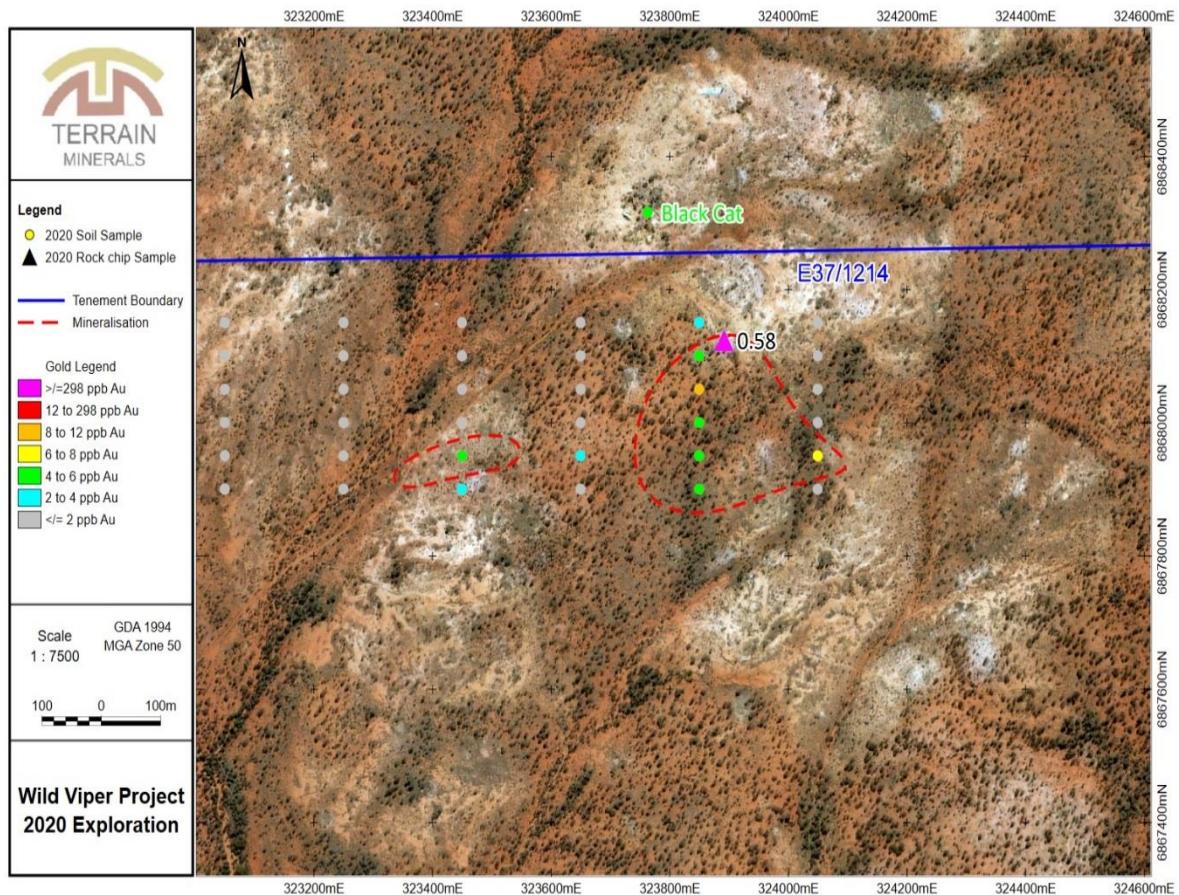 323200mE 323400mE 323600mE 323800mE 324000mE 324200mE 324400mE 324600mE
TERRAIN
MINERALS
Legend
2020 Soil Sample
2020 Rock chip Sample
Tenement Boundary
Mineralisation
Gold Legend
>/=298 ppb Au
12 to 298 ppb Au
8 to 12 ppb Au
6 to 8 ppb Au
4 to 6 ppb Au
2 to 4 ppb Au
</= 2 ppb Au
Scale
1 : 7500
GDA 1994
MGA Zone 50
100 0 100m
Wild Viper Project
2020 Exploration
N
Black Cat
E37/1214
0.58
6868400mN
6868200mN
6868000mN
6867800mN
6867600mN
6867400mN
323200mE 323400mE 323600mE 323800mE 324000mE 324200mE 324400mE 324600mE